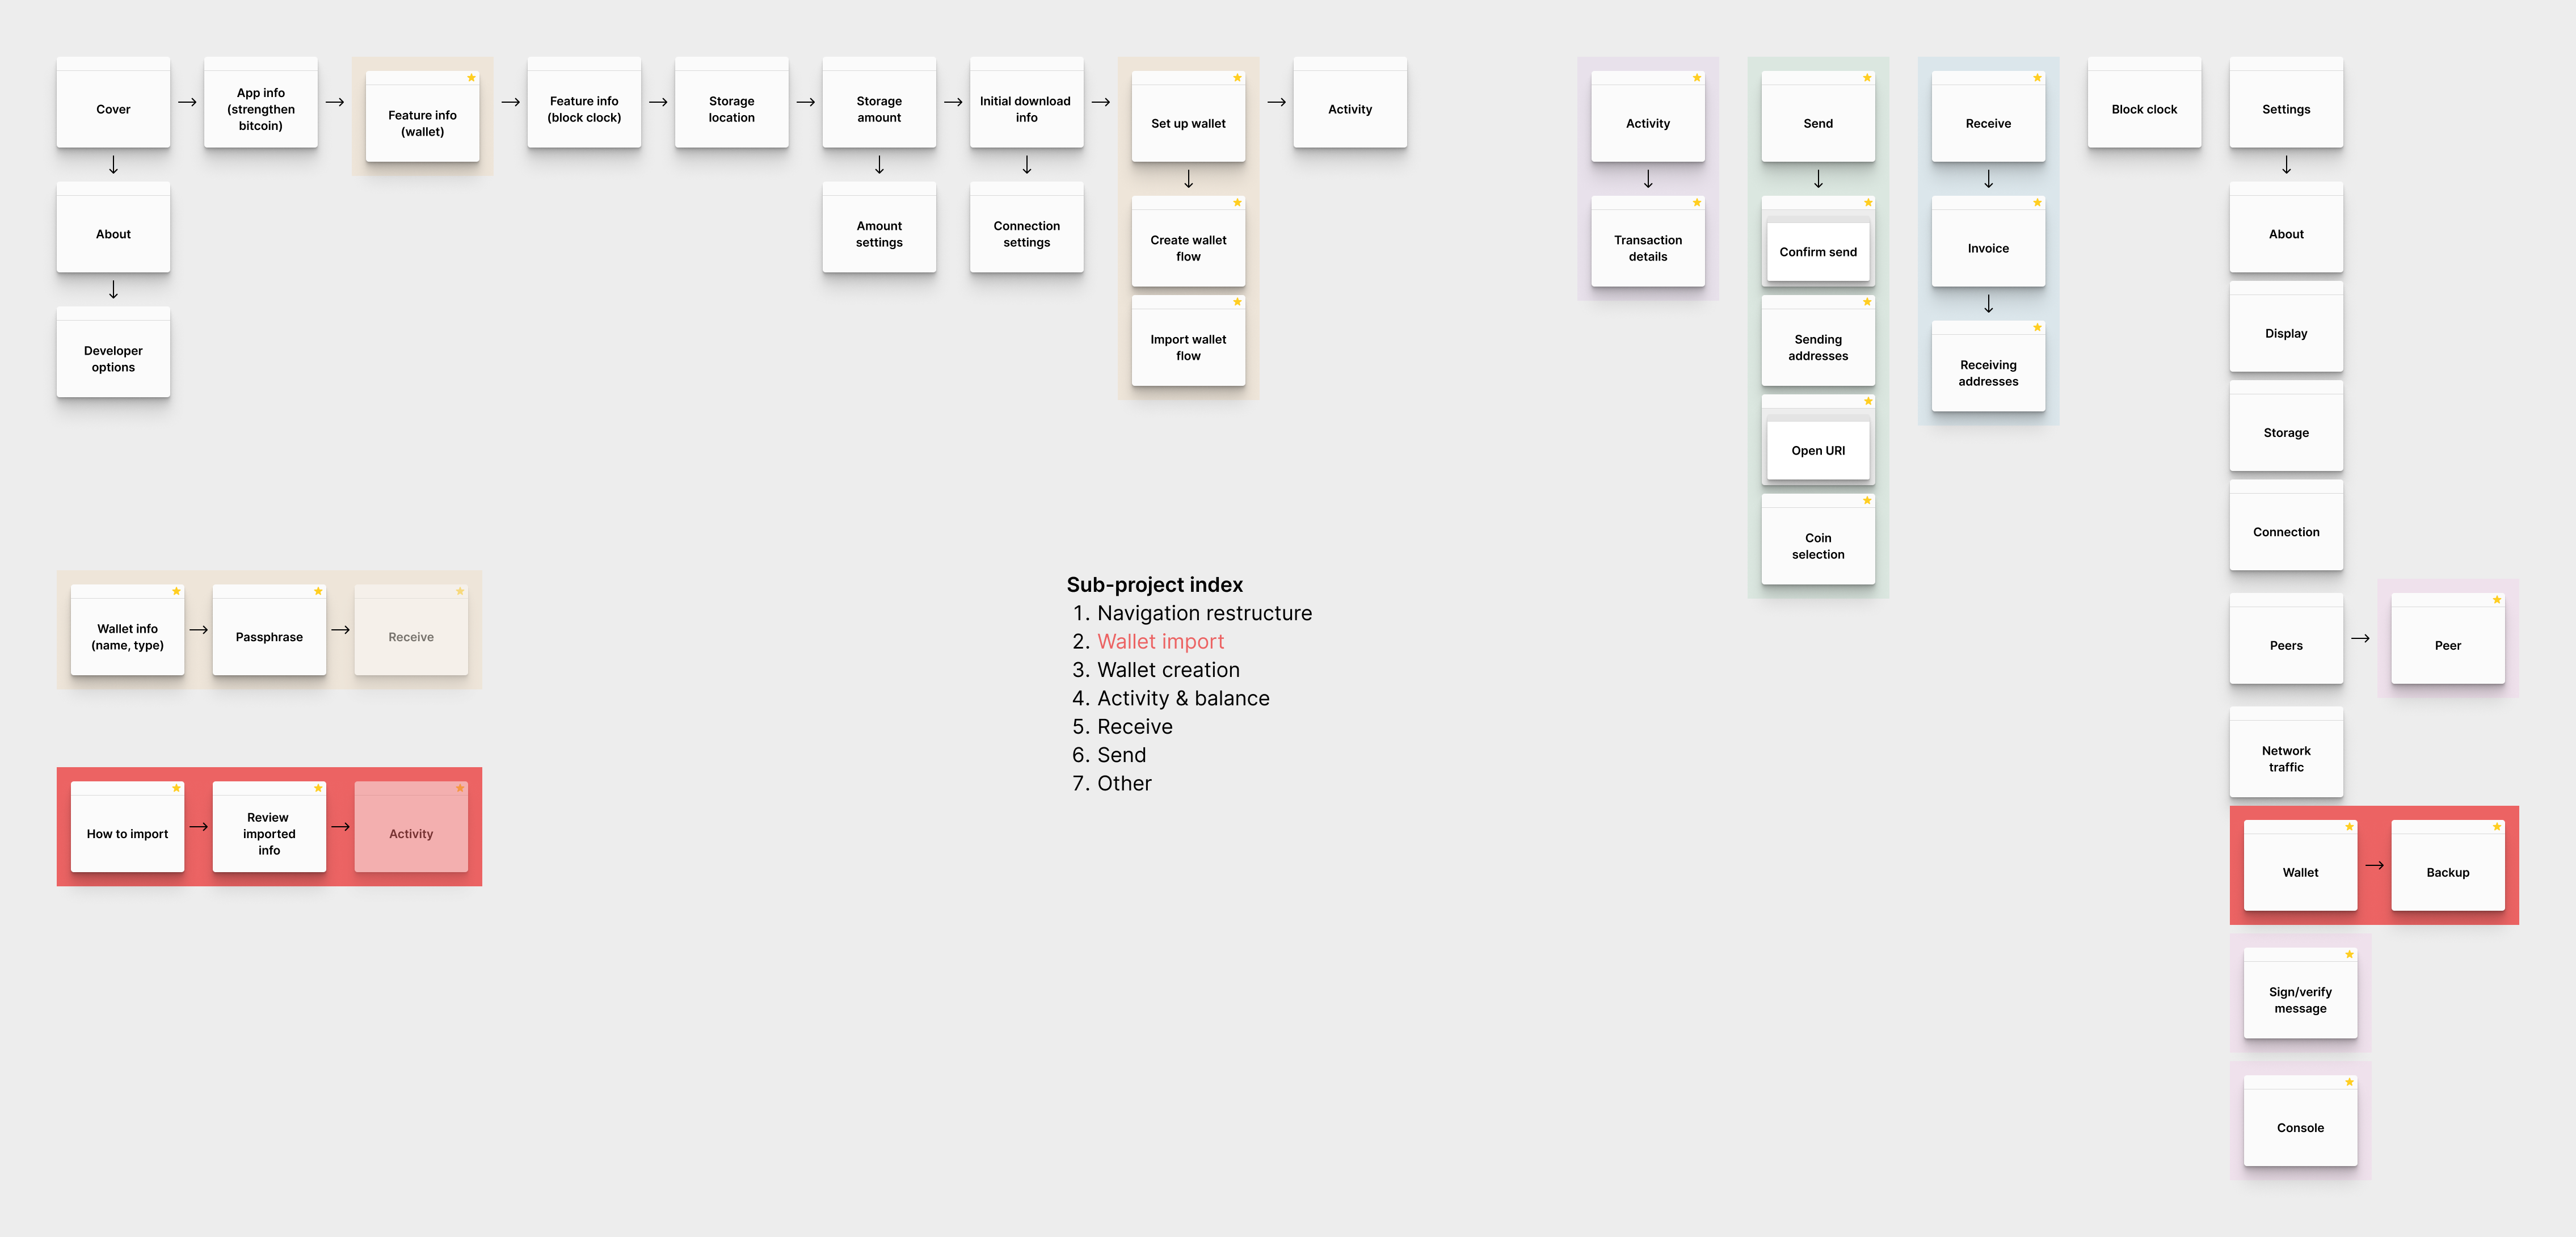 Cover
App info
(strengthen
bitcoin)
Feature info
(wallet)
Feature info
(block clock)
Storage
location
Storage
amount
Initial download
info
Set up wallet
Activity
About
Developer
options
Amount
settings
Connection
settings
Create wallet
flow
Import wallet
flow
Activity
Transaction
details
Send
Confirm send
Sending
addresses
Open URI
Coin
selection
Receive
Invoice
Receiving
addresses
Block clock
Settings
About
Display
Storage
Connection
Peers
Peer
Network
traffic
Wallet
Backup
Sign/verify
message
Console
Wallet info
(name, type)
Passphrase
Receive
How to import
Review
imported
info
Activity
Sub-project index
1. Navigation restructure
2. Wallet import
3. Wallet creation
4. Activity & balance
5. Receive
6. Send
7. Other